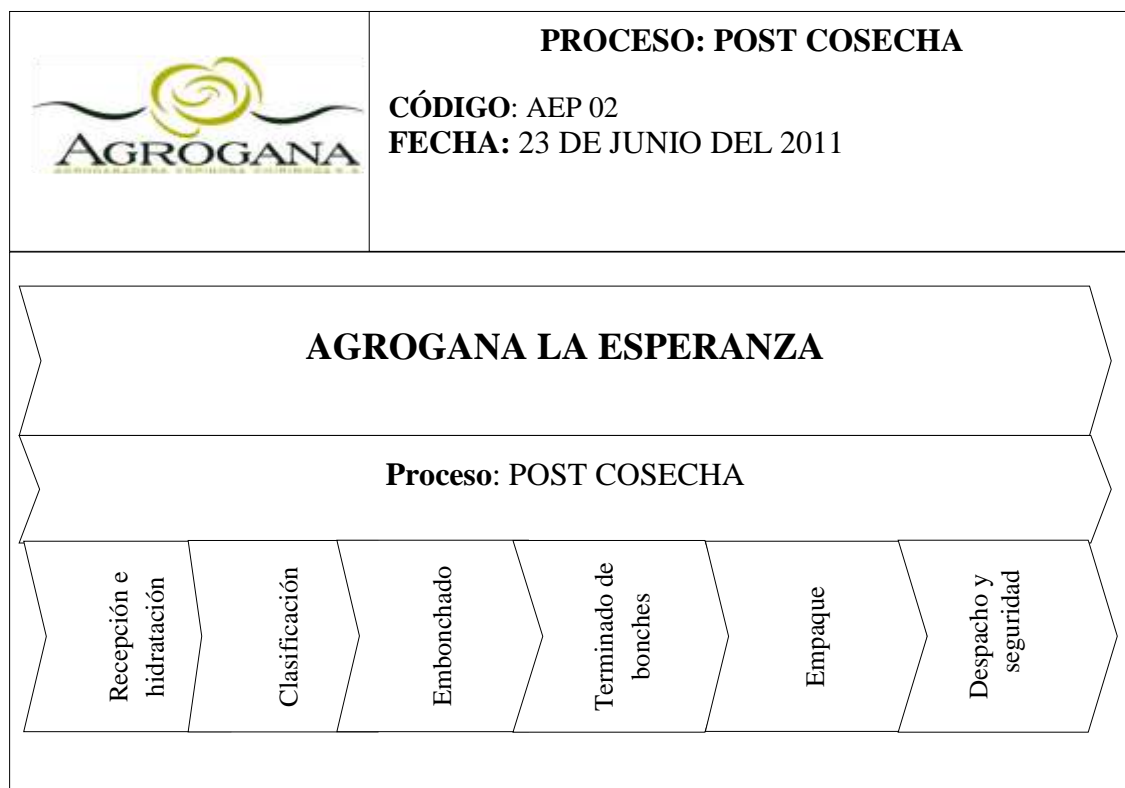 AGROGANA
PROCESO: POST COSECHA
CÓDIGO: AEP 02
FECHA: 23 DE JUNIO DEL 2011
AGROGANA LA ESPERANZA
Proceso: POST COSECHA
Recepción e
hidratación
Clasificación
Embonchado
Terminado de
bonches
Empaque
Despacho y
seguridad